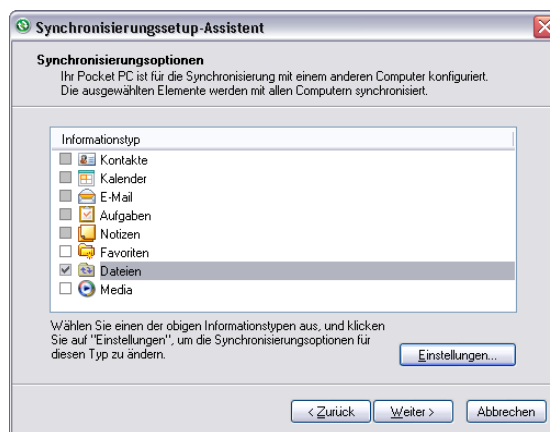 Synchronisierungssetup-Assistent
Synchronisierungsoptionen
Ihr Pocket PC ist für die Synchronisierung mit einem anderen Computer konfiguriert.
Die ausgewählten Elemente werden mit allen Computern synchronisiert.
Informationstyp
Kontakte
Kalender
E-Mail
Aufgaben
Notizen
Favoriten
Dateien
Media
Wählen Sie einen der obigen Informationstypen aus, und klicken
Sie auf "Einstellungen", um die Synchronisierungsoptionen für
diesen Typ zu ändern.
Einstellungen...
< Zurück
Weiter >
Abbrechen